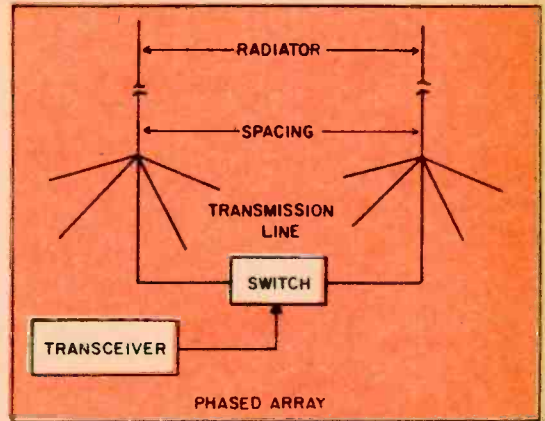 RADIATOR
SPACING
TRANSMISSION
LINE
SWITCH
TRANSCEIVER
PHASED ARRAY